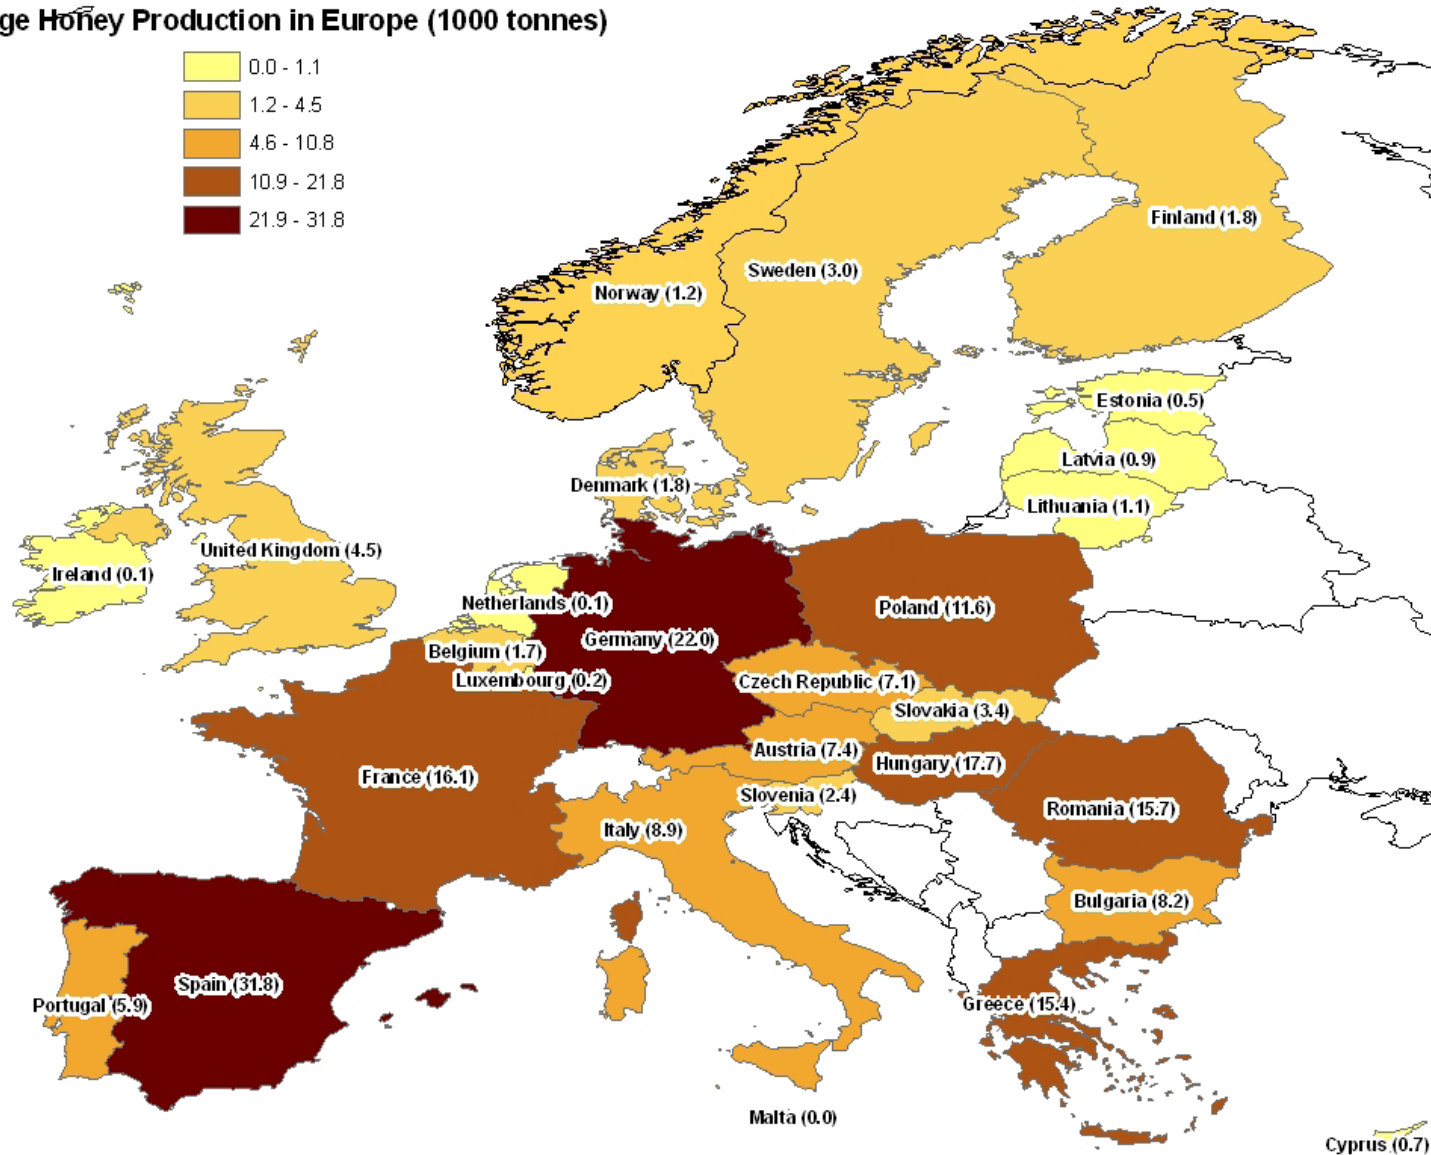 ge Honey Production in Europe (1000 tonnes)
0.0 - 1.1
1.2 - 4.5
4.6 - 10.8
10.9 - 21.8
21.9 - 31.8
Finland (1.8)
Sweden (3.0)
Norway (1.2)
Estonia (0.5)
Latvia (0.9)
Denmark (1.8)
Lithuania (1.1)
United Kingdom (4.5)
Ireland (0.1)
Netherlands (0.1)
Poland (11.6)
Germany (22.0)
Belgium (1.7)
Luxembourg (0.2)
Czech Republic (7.1)
Slovakia (3.4)
Austria (7.4)
Hungary (17.7)
France (16.1)
Slovenia (2.4)
Romania (15.7)
Italy (8.9)
Bulgaria (8.2)
Spain (31.8)
Portugal (5.9)
Greece (15.4)
Malta (0.0)
Cyprus (0.7)